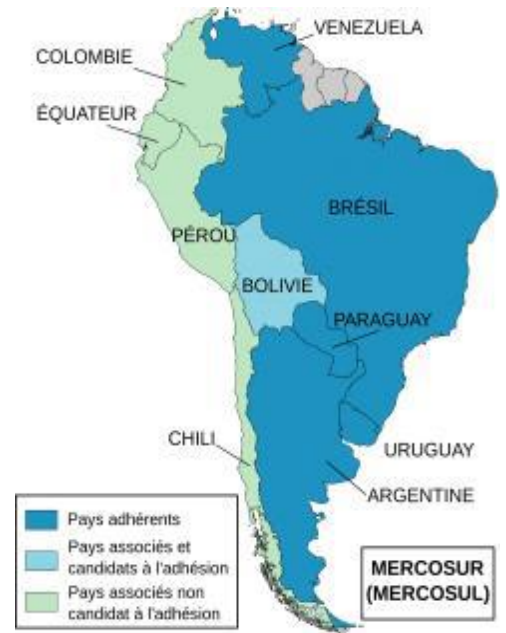 VENEZUELA
COLOMBIE
ÉQUATEUR
BRÉSIL
PÉROU
BOLIVIE
PARAGUAY
CHILI
URUGUAY
ARGENTINE
Pays adhérents
Pays associés et
candidats à l'adhésion
Pays associés non
candidat à l'adhésion
MERCOSUR
(MERCOSUL)